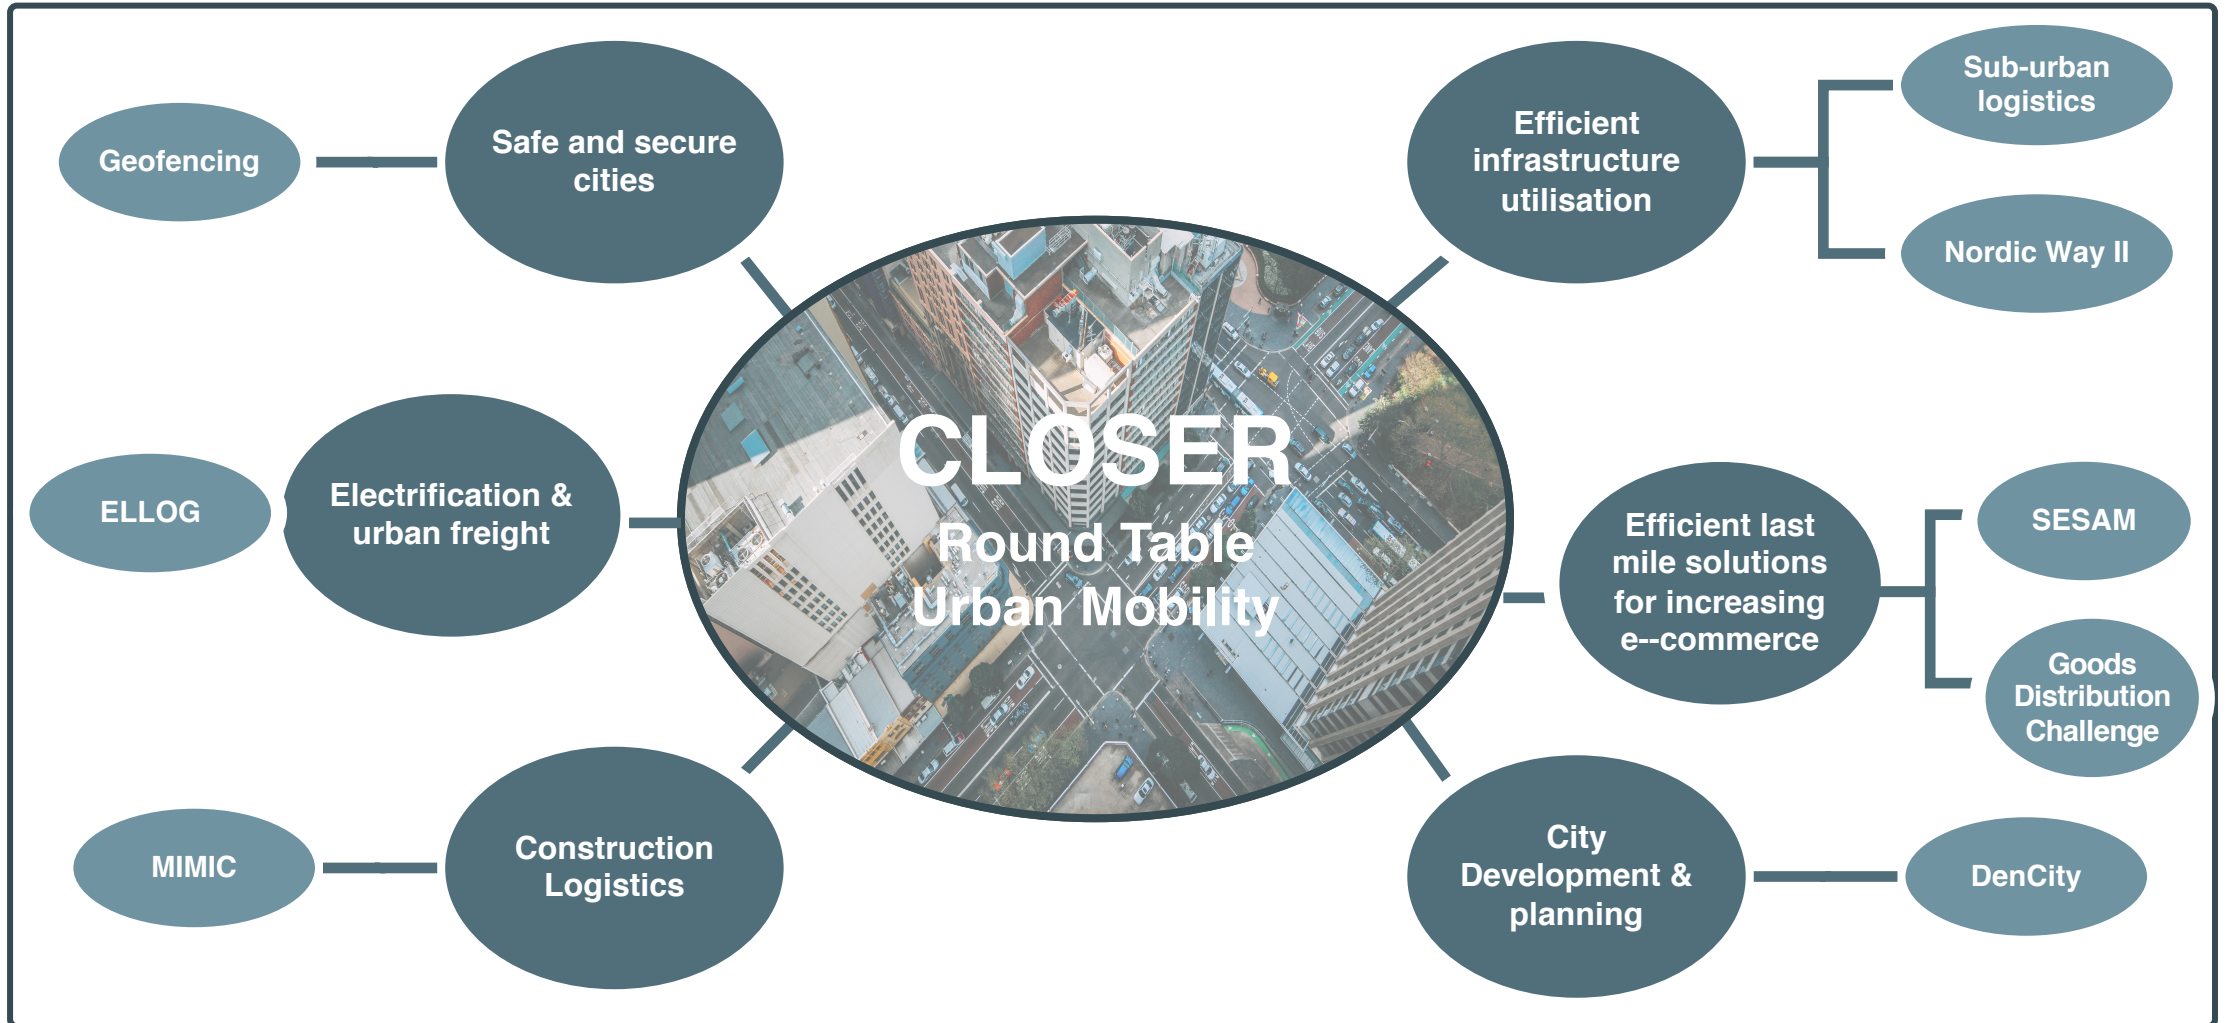 Geofencing
Safe and secure
cities
Efficient
infrastructure
utilisation
Sub-urban
logistics
Nordic Way II
ELLOG
Electrification &
urban freight
CLOSER
Round Table
Urban Mobility
Efficient last
mile solutions
for increasing
e--commerce
SESAM
Goods
Distribution
Challenge
MIMIC
Construction
Logistics
City
Development &
planning
DenCity